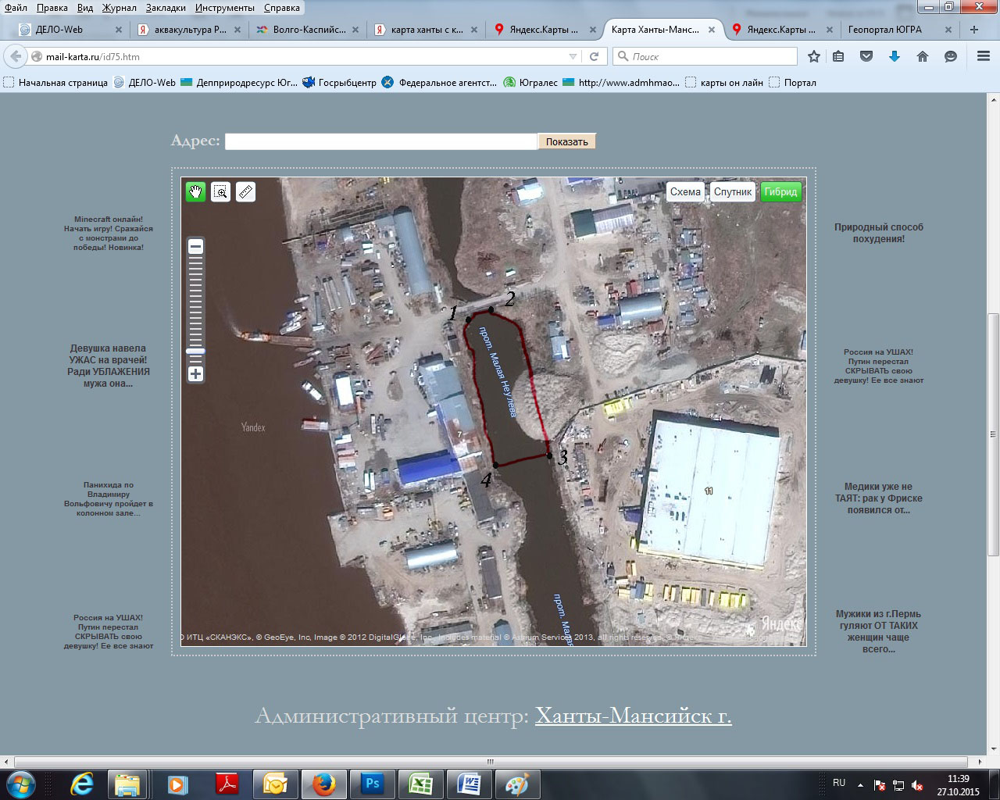 Файл Правка Вид Журнал Закладки Инструменты Справка
ДЕЛО-Web
аквакультура Р...
Волго-Каспийс...
карта ханты с к...
Яндекс.Карты ...
Карта Ханты-Манс...
Яндекс.Карты ...
Геопортал ЮГРА
mail-karta.ru/id75.htm
Поиск
Начальная страница ДЕЛО-Web Депприродресурс Юг... Госрыбцентр Федеральное агентст... Югралес http://www.admhmao... карты он лайн Портал
Адрес: Показать
Схема Спутник Гибрид
Minecraft онлайн!
Начать игру! Сражайся
с монстрами до
победы! Новинка!
Девушка навела
УЖАС на врачей!
Ради УБЛАЖЕНИЯ
мужа она...
Панихида по
Владимиру
Вольфовичу пройдет в
колонном зале...
Россия на УШАХ!
Путин перестал
СКРЫВАТЬ свою
девушку! Ее все знают
1
2
3
4
прот. Малая Неулева
7
11
Yandex
прот. Малая
Яндекс
ИТЦ «СКАНЭКС», © GeoEye, Inc, Image © 2012 DigitalGlobe, Inc., Includes material © Astrium Services 2013, all rights reserved, © Яндекс
Природный способ
похудения!
Россия на УШАХ!
Путин перестал
СКРЫВАТЬ свою
девушку! Ее все знают
Медики уже не
ТАЯТ: рак у Фриске
появился от...
Мужики из г.Пермь
гуляют ОТ ТАКИХ
женщин чаще
всего...
Административный центр: Ханты-Мансийск г.
RU
11:39
27.10.2015